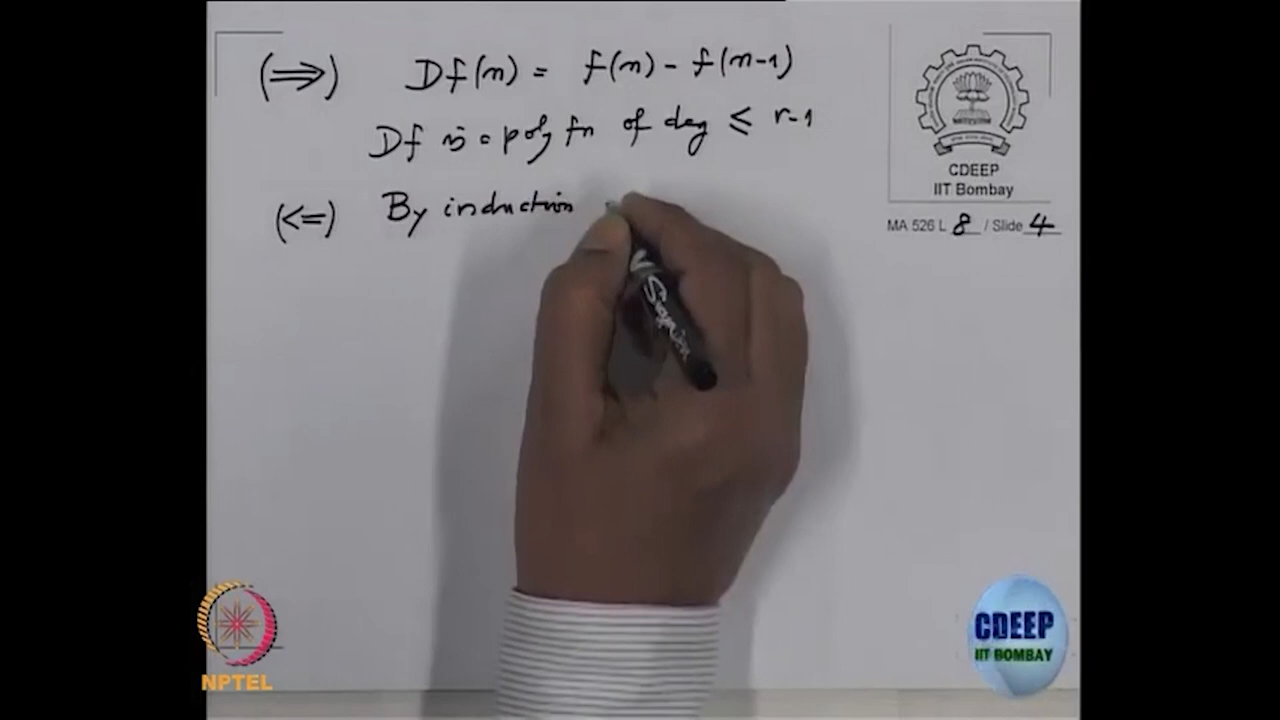 (⇒) Df(n) = f(n) - f(n-1)
Df is a poly fn of deg ≤ r-1
(<=) By induction
CDEEP
IIT Bombay
MA 526 L 8 / Slide 4
NPTEL
CDEEP
IIT BOMBAY